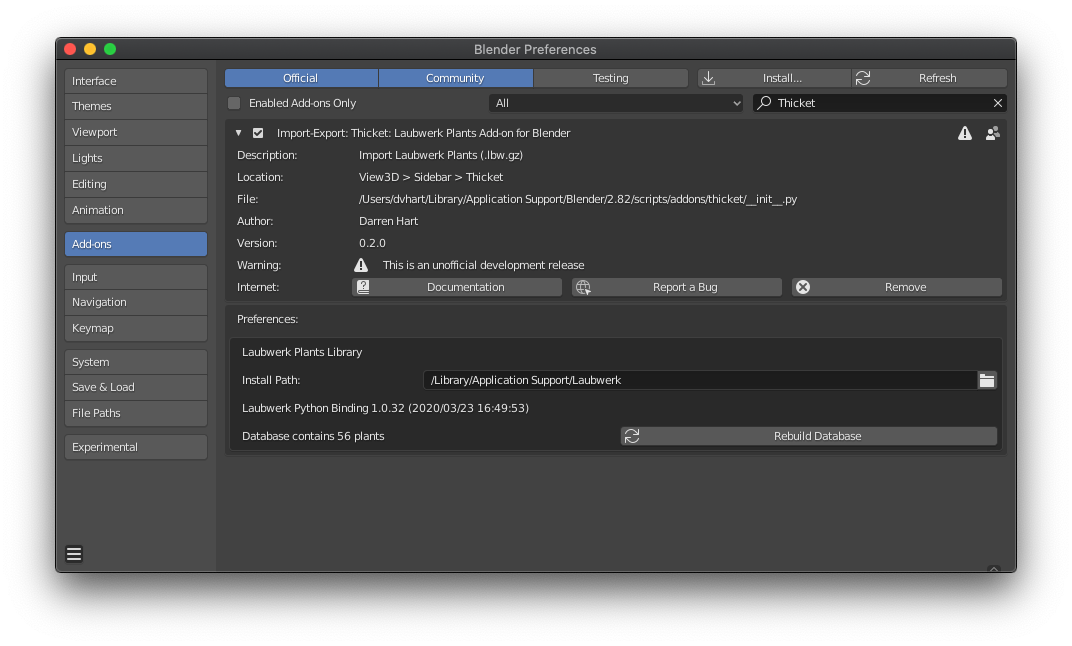 Blender Preferences
Interface
Themes
Viewport
Lights
Editing
Animation
Add-ons
Input
Navigation
Keymap
System
Save & Load
File Paths
Experimental
Official Community Testing Install... Refresh
Enabled Add-ons Only All Thicket
Import-Export: Thicket: Laubwerk Plants Add-on for Blender
Description: Import Laubwerk Plants (.lbw.gz)
Location: View3D > Sidebar > Thicket
File: /Users/dvhart/Library/Application Support/Blender/2.82/scripts/addons/thicket/__init__.py
Author: Darren Hart
Version: 0.2.0
Warning: This is an unofficial development release
Internet: Documentation Report a Bug Remove
Preferences:
Laubwerk Plants Library
Install Path: /Library/Application Support/Laubwerk
Laubwerk Python Binding 1.0.32 (2020/03/23 16:49:53)
Database contains 56 plants Rebuild Database